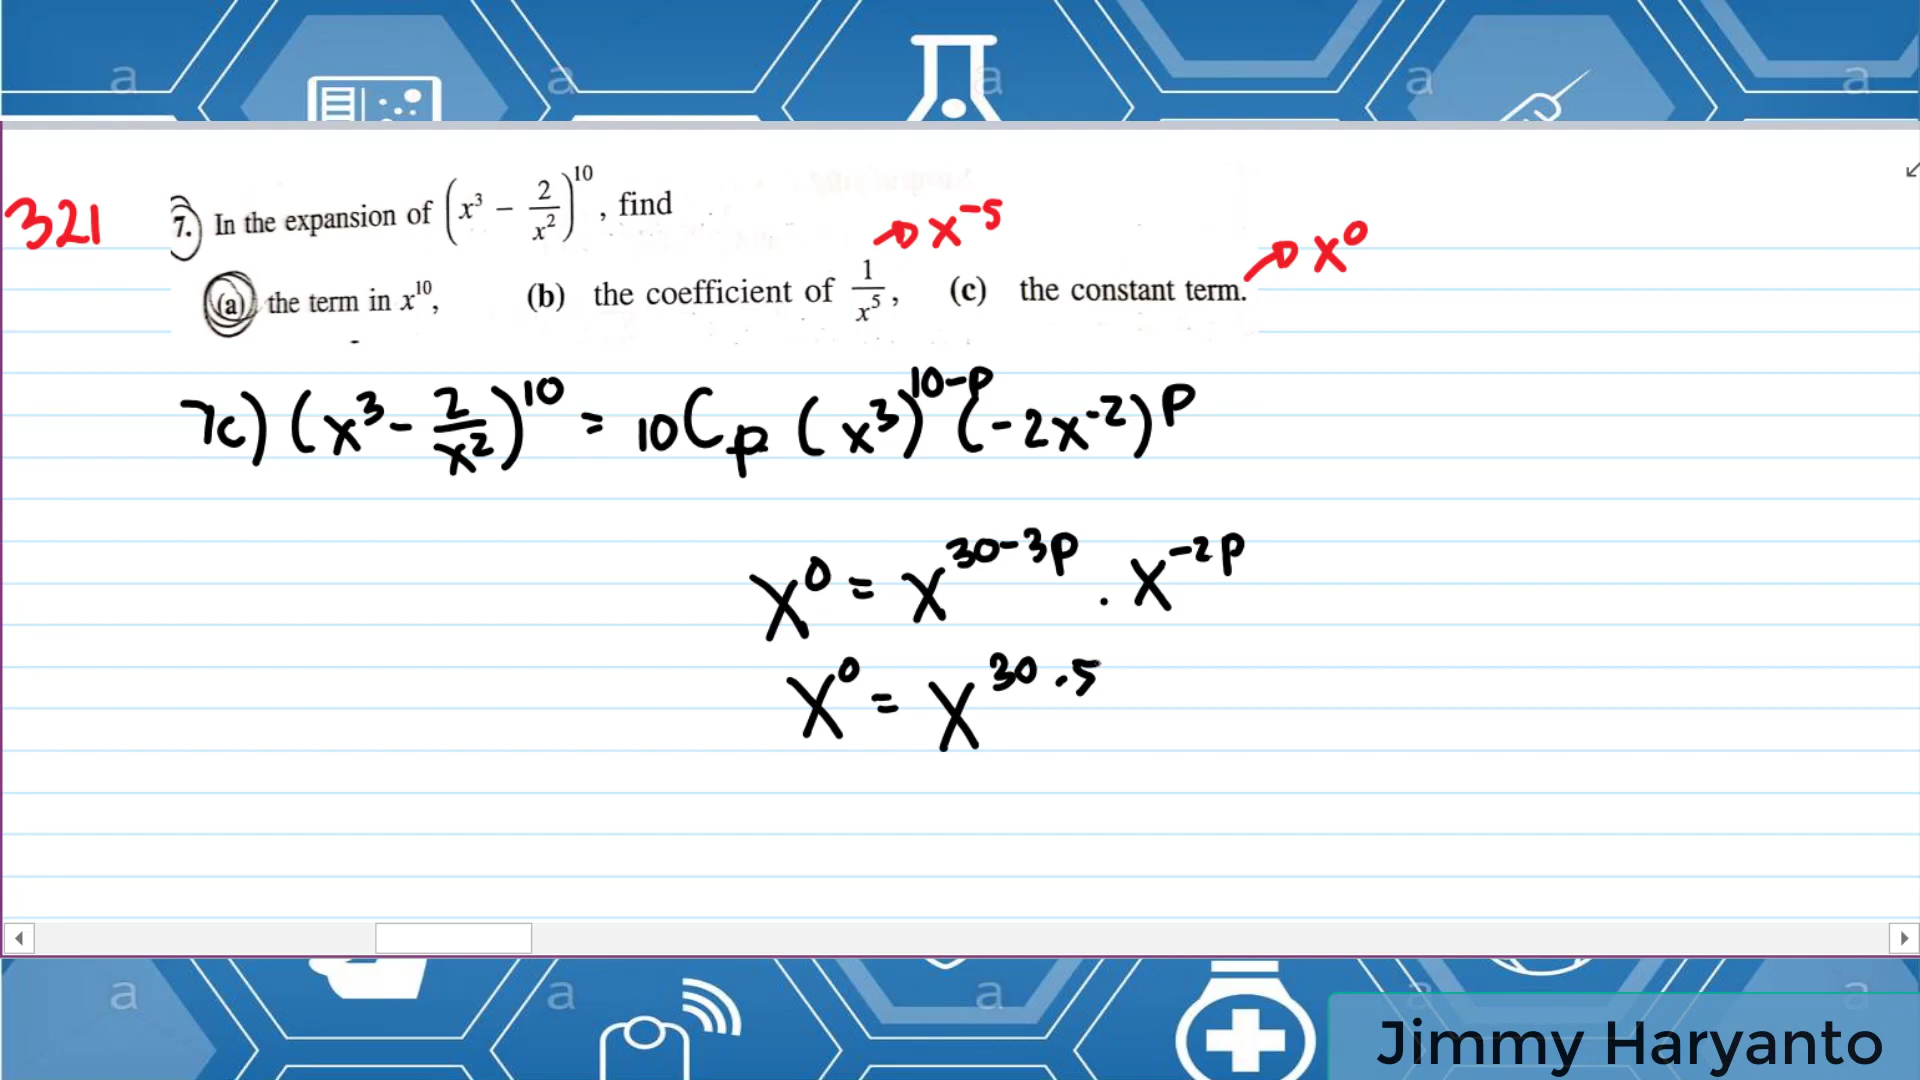 321
7. In the expansion of (x³ − 2/x²)¹⁰, find
→ x⁻⁵
→ x⁰
(a) the term in x¹⁰, (b) the coefficient of 1/x⁵, (c) the constant term.
7c) (x³ - 2/x²)¹⁰ = 10Cp (x³)^10-p (-2x⁻²)^p
x⁰ = x^30-3p . x^-2p
x⁰ = x^30 - 5
Jimmy Haryanto
a a a a a
a a a a a